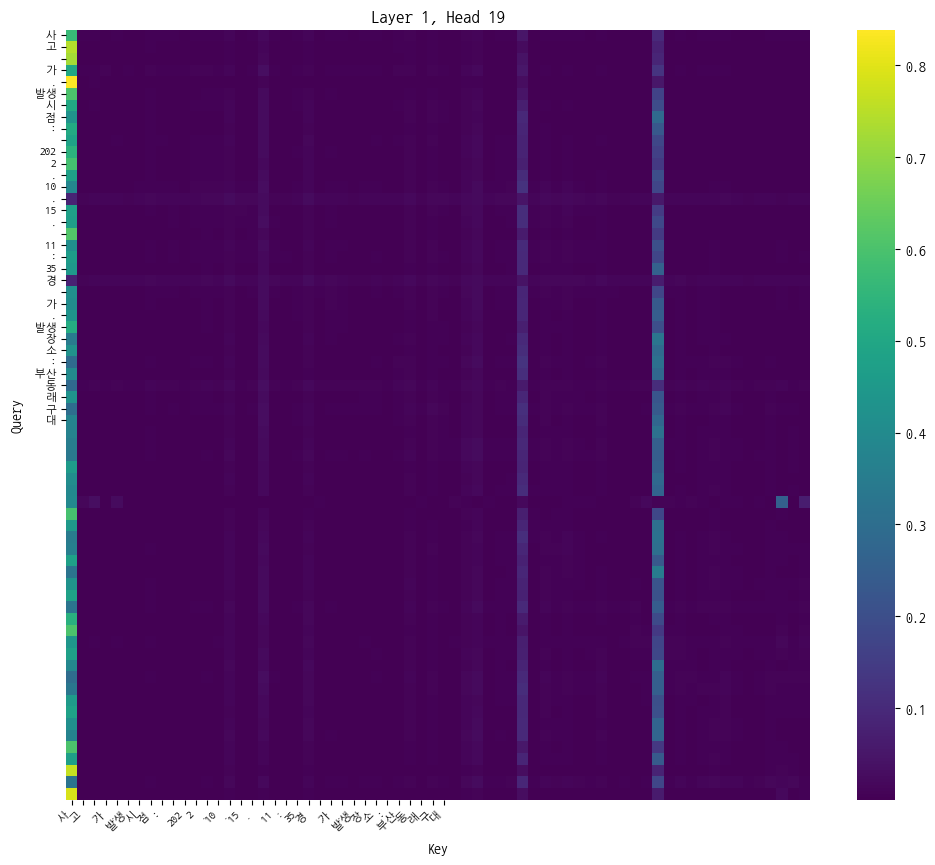 Layer 1, Head 19
사
고
가
.
발생
시
점
:
202
2
.
10
.
15
.
11
:
35
경
가
.
발생
장
소
:
부산
동
래
구
대
Query
사
고
가
.
발생
시
점
:
202
2
.
10
.
15
.
11
:
35
경
가
.
발생
장
소
:
부산
동
래
구
대
Key
0.8
0.7
0.6
0.5
0.4
0.3
0.2
0.1